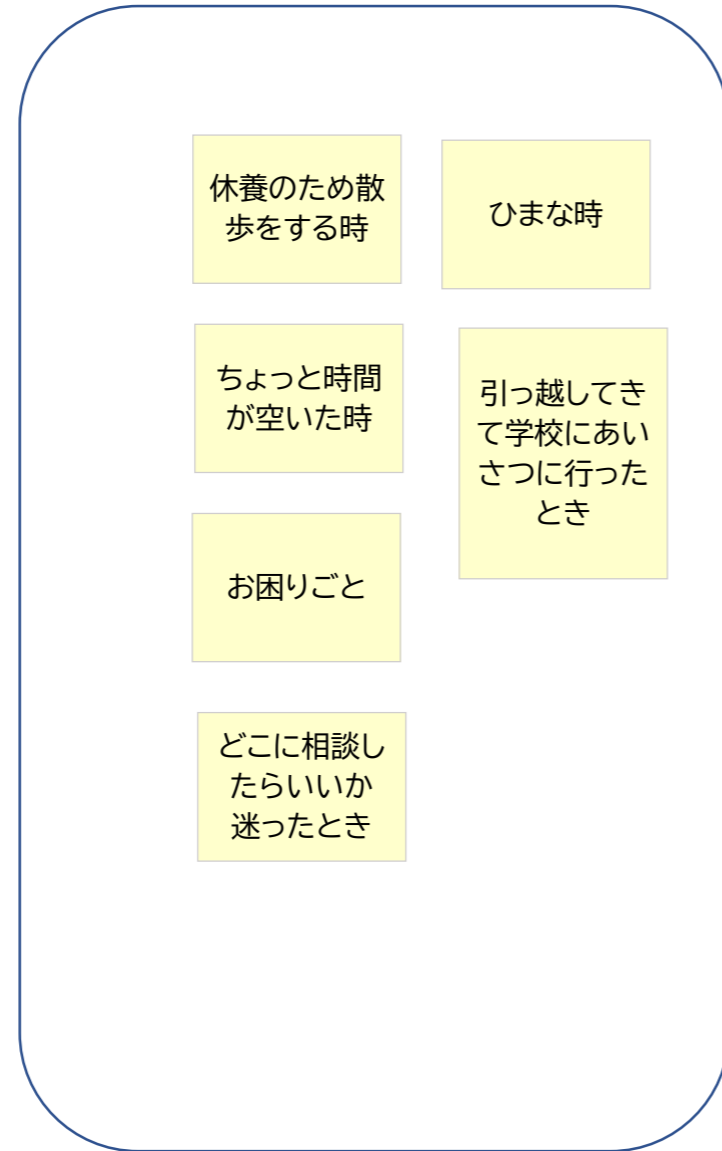 休養のため散
歩をする時
ひまな時
ちょっと時間
が空いた時
引っ越してき
て学校にあい
さつに行った
とき
お困りごと
どこに相談し
たらいいか
迷ったとき